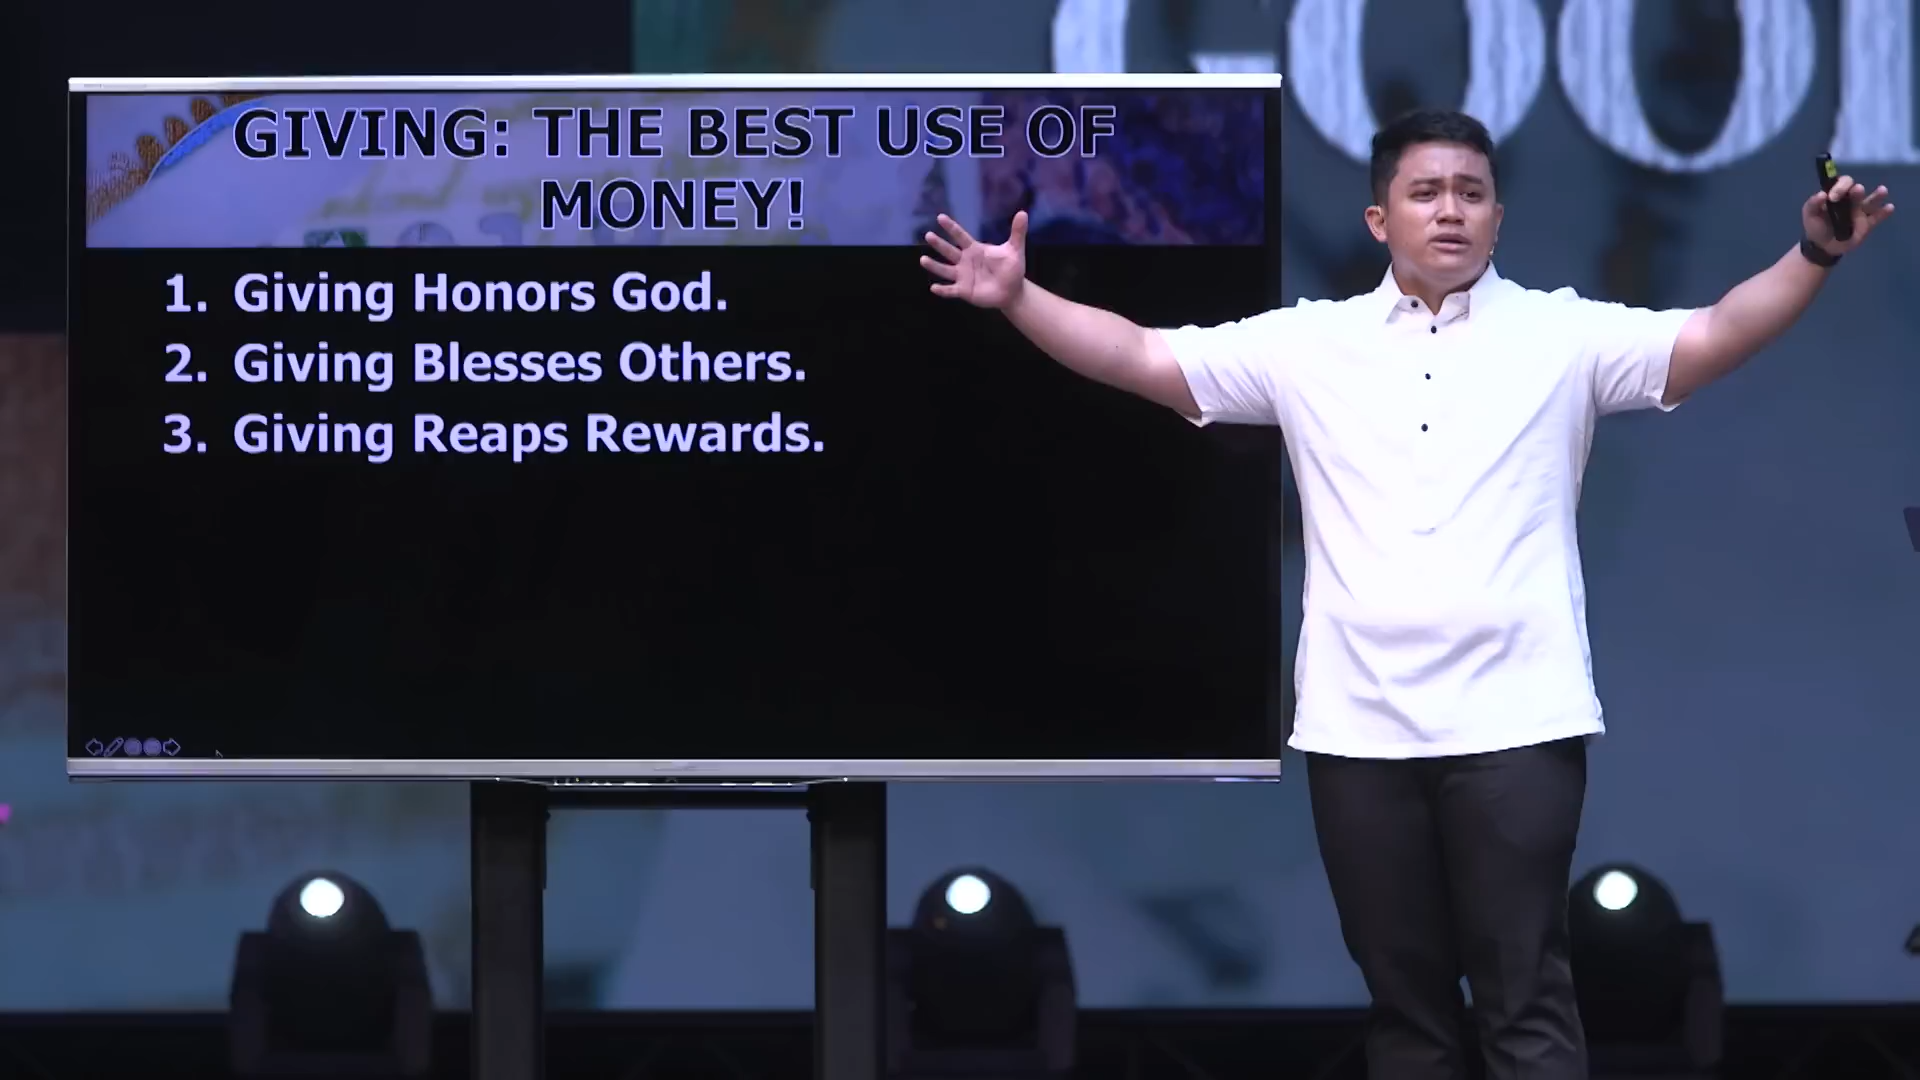 GIVING: THE BEST USE OF
MONEY!
1. Giving Honors God.
2. Giving Blesses Others.
3. Giving Reaps Rewards.